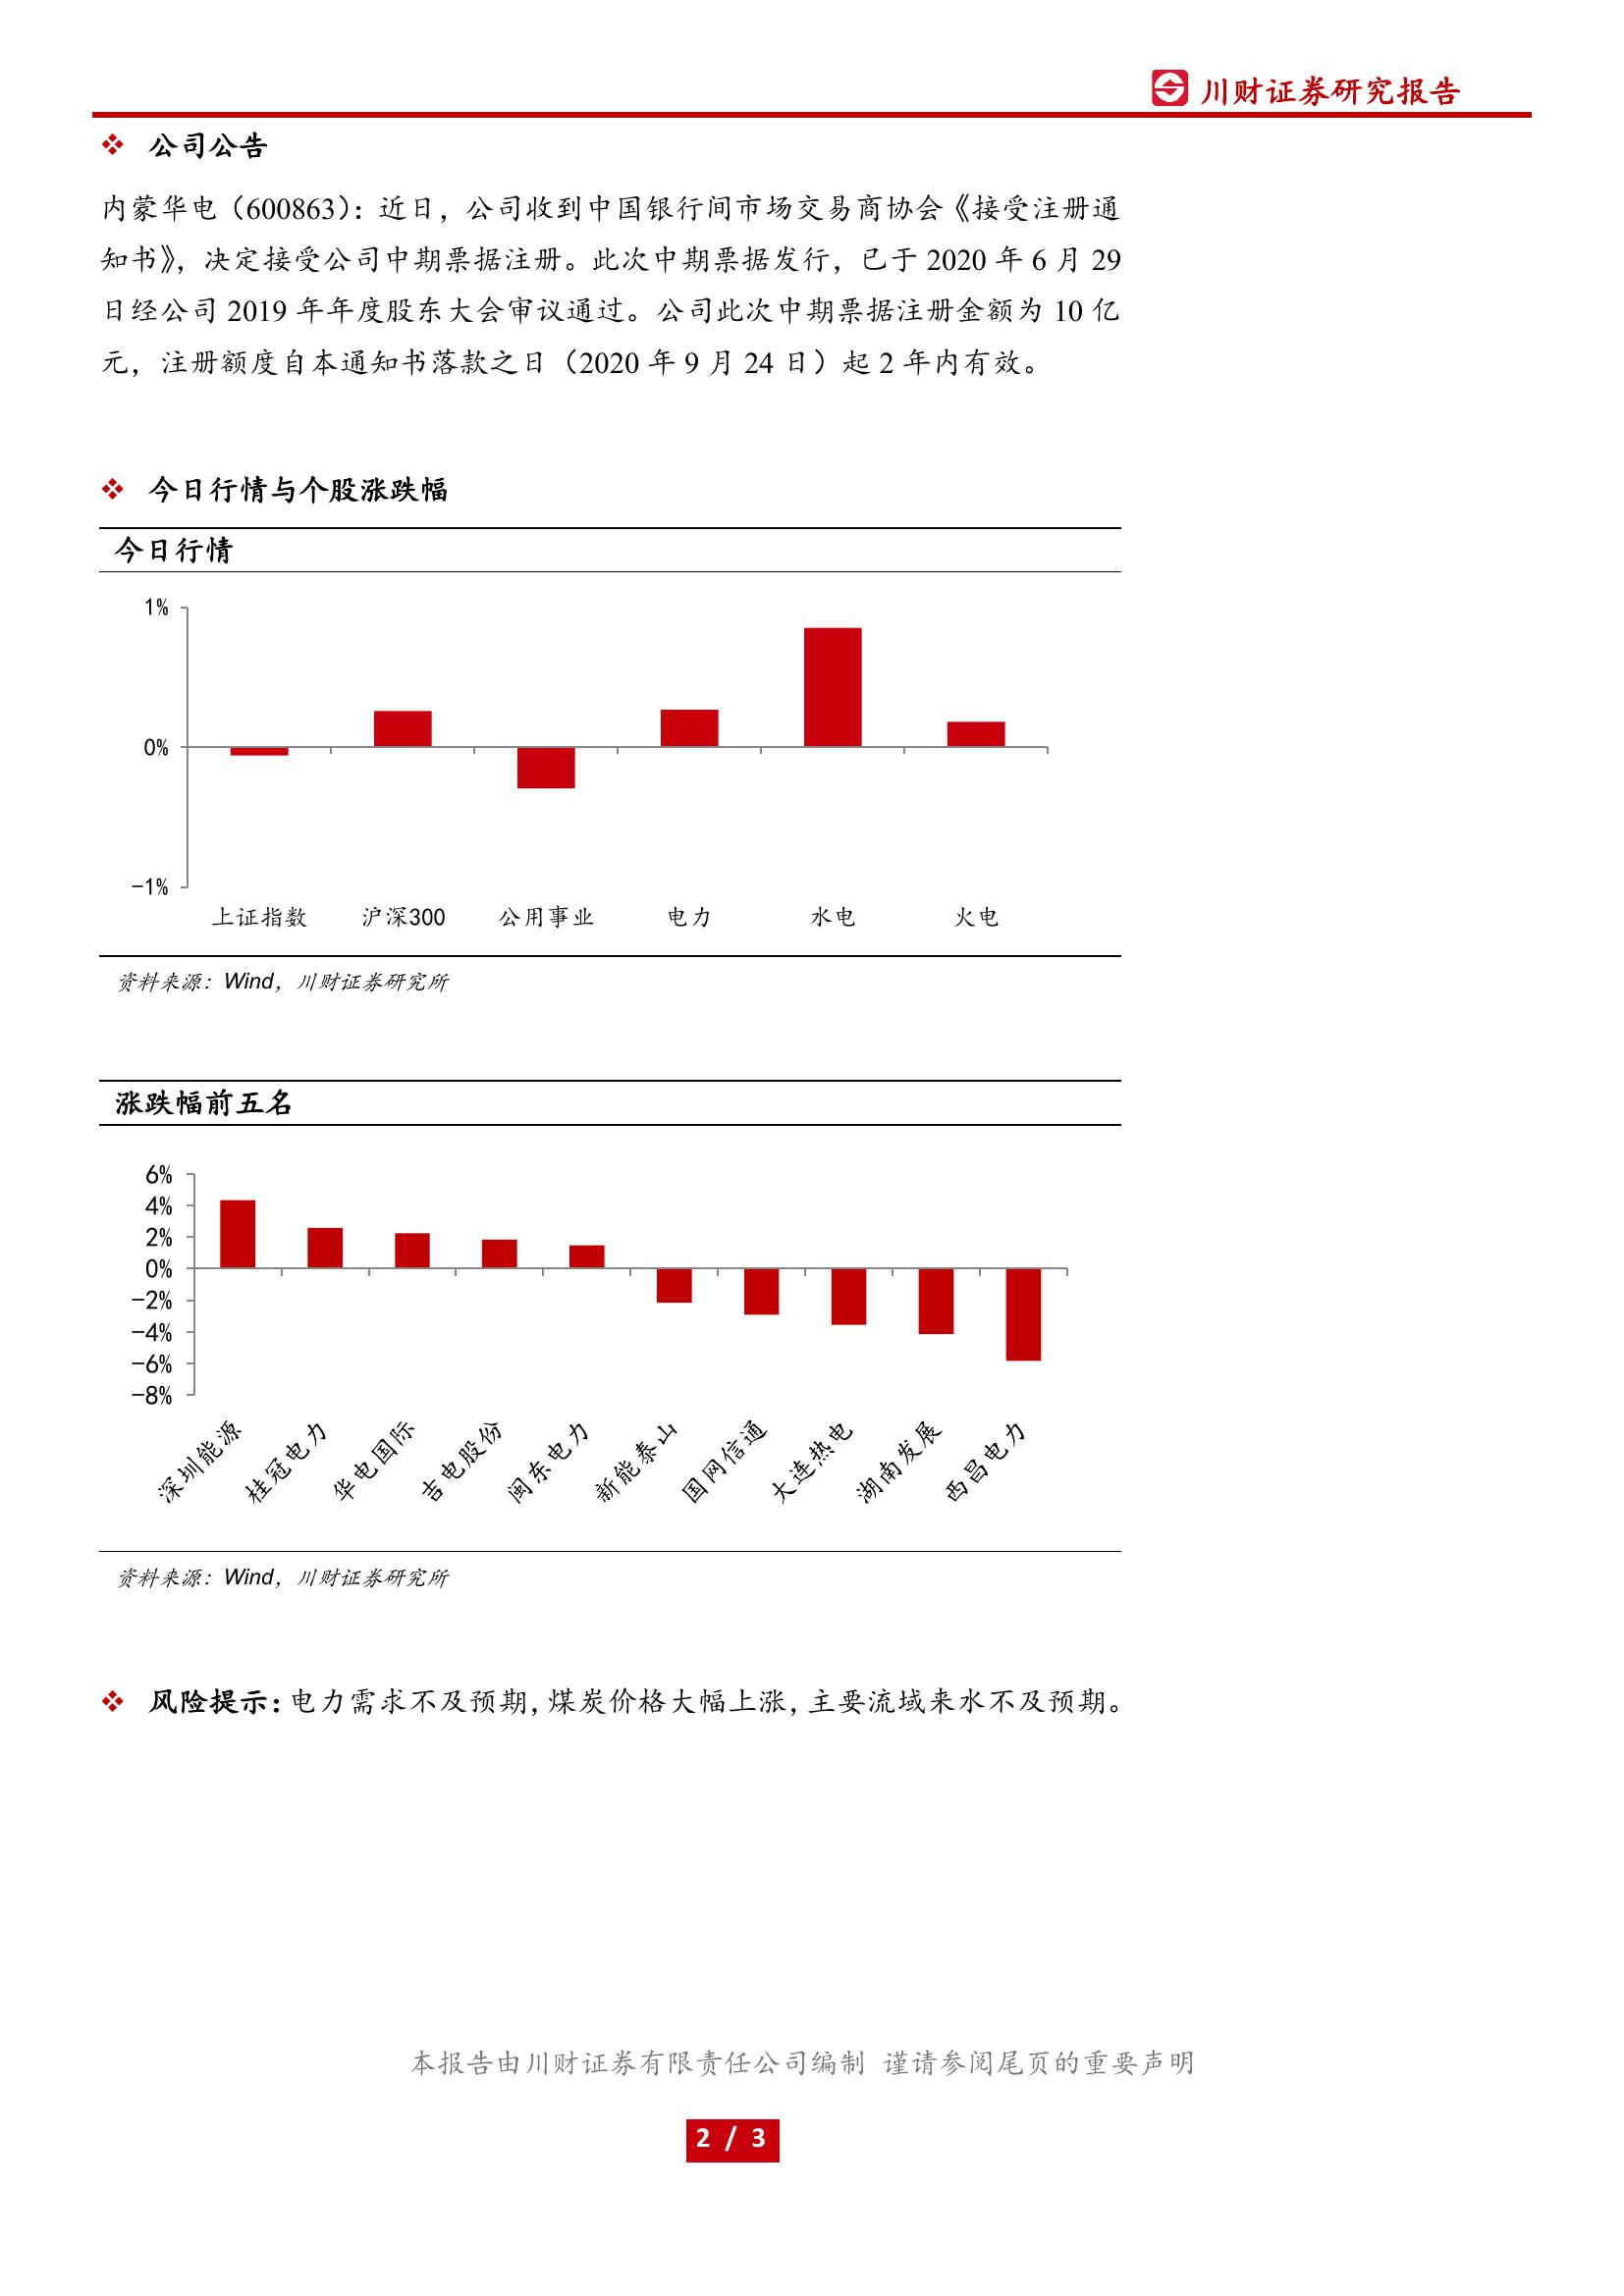 川财证券研究报告
公司公告
内蒙华电（600863）：近日，公司收到中国银行间市场交易商协会《接受注册通
知书》，决定接受公司中期票据注册。此次中期票据发行，已于 2020 年 6 月 29
日经公司 2019 年年度股东大会审议通过。公司此次中期票据注册金额为 10 亿
元，注册额度自本通知书落款之日（2020 年 9 月 24 日）起 2 年内有效。
今日行情与个股涨跌幅
今日行情
1%
0%
-1%
上证指数 沪深300 公用事业 电力 水电 火电
资料来源：Wind，川财证券研究所
涨跌幅前五名
6%
4%
2%
0%
-2%
-4%
-6%
-8%
深圳能源 桂冠电力 华电国际 吉电股份 闽东电力 新能泰山 国网信通 大连热电 湖南发展 西昌电力
资料来源：Wind，川财证券研究所
风险提示：电力需求不及预期，煤炭价格大幅上涨，主要流域来水不及预期。
本报告由川财证券有限责任公司编制 谨请参阅尾页的重要声明
2 / 3